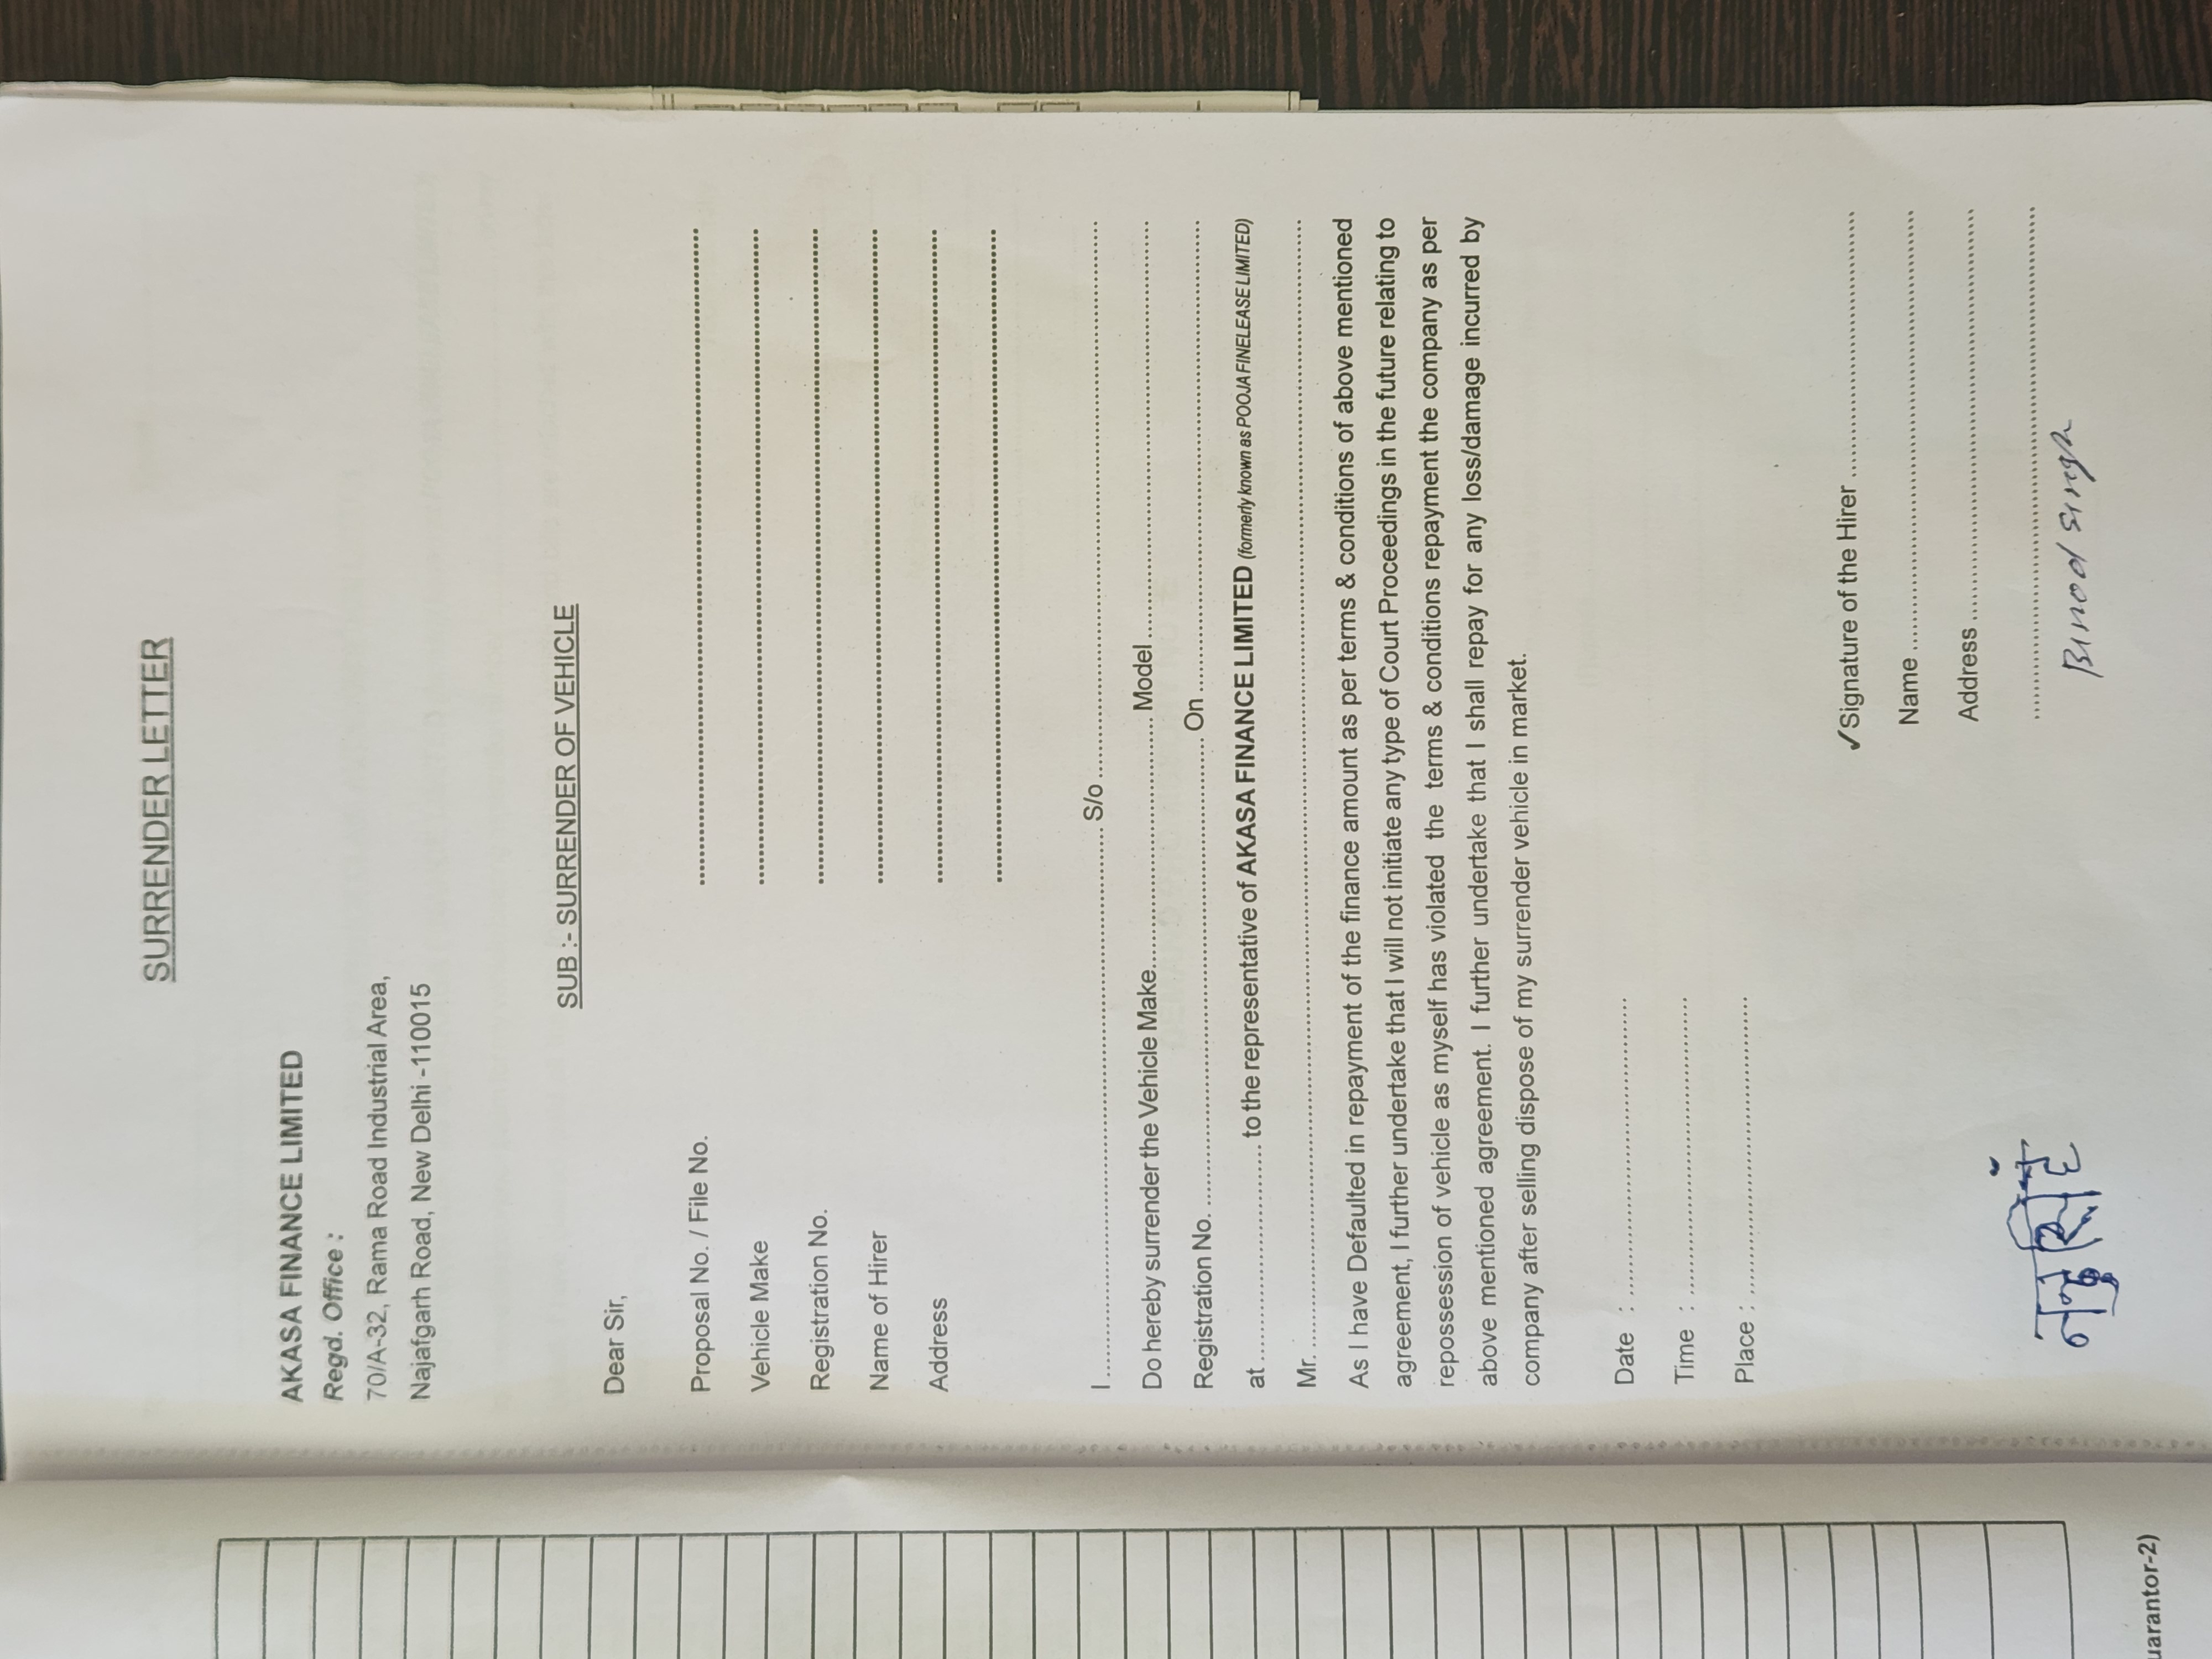 SURRENDER LETTER
AKASA FINANCE LIMITED
Regd. Office :
70/A-32, Rama Road Industrial Area,
Najafgarh Road, New Delhi -110015
SUB :- SURRENDER OF VEHICLE
Dear Sir,
Proposal No. / File No. ........................................
Vehicle Make ........................................
Registration No. ........................................
Name of Hirer ........................................
Address ........................................
........................................
I ........................................ S/o ........................................
Do hereby surrender the Vehicle Make.................... Model ....................
Registration No. ........................................ On ........................................
at .................... to the representative of AKASA FINANCE LIMITED (formerly known as POOJA FINELEASE LIMITED)
Mr. ........................................
As I have Defaulted in repayment of the finance amount as per terms & conditions of above mentioned
agreement, I further undertake that I will not initiate any type of Court Proceedings in the future relating to
repossession of vehicle as myself has violated the terms & conditions repayment the company as per
above mentioned agreement. I further undertake that I shall repay for any loss/damage incurred by
company after selling dispose of my surrender vehicle in market.
Date : ....................
Time : ....................
Place : ....................
✓Signature of the Hirer ....................
Name ....................
Address ....................
....................
सिहँ
Binod Singh
uarantor-2)